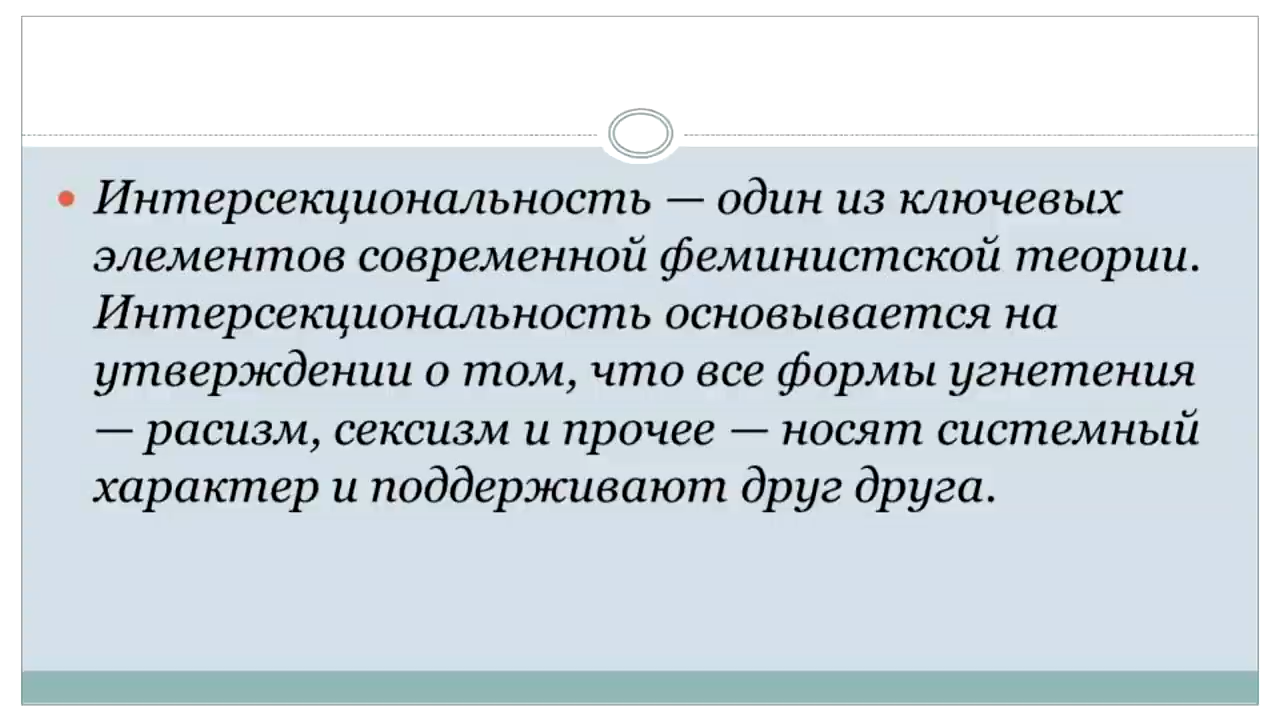 Интерсекциональность — один из ключевых
элементов современной феминистской теории.
Интерсекциональность основывается на
утверждении о том, что все формы угнетения
— расизм, сексизм и прочее — носят системный
характер и поддерживают друг друга.